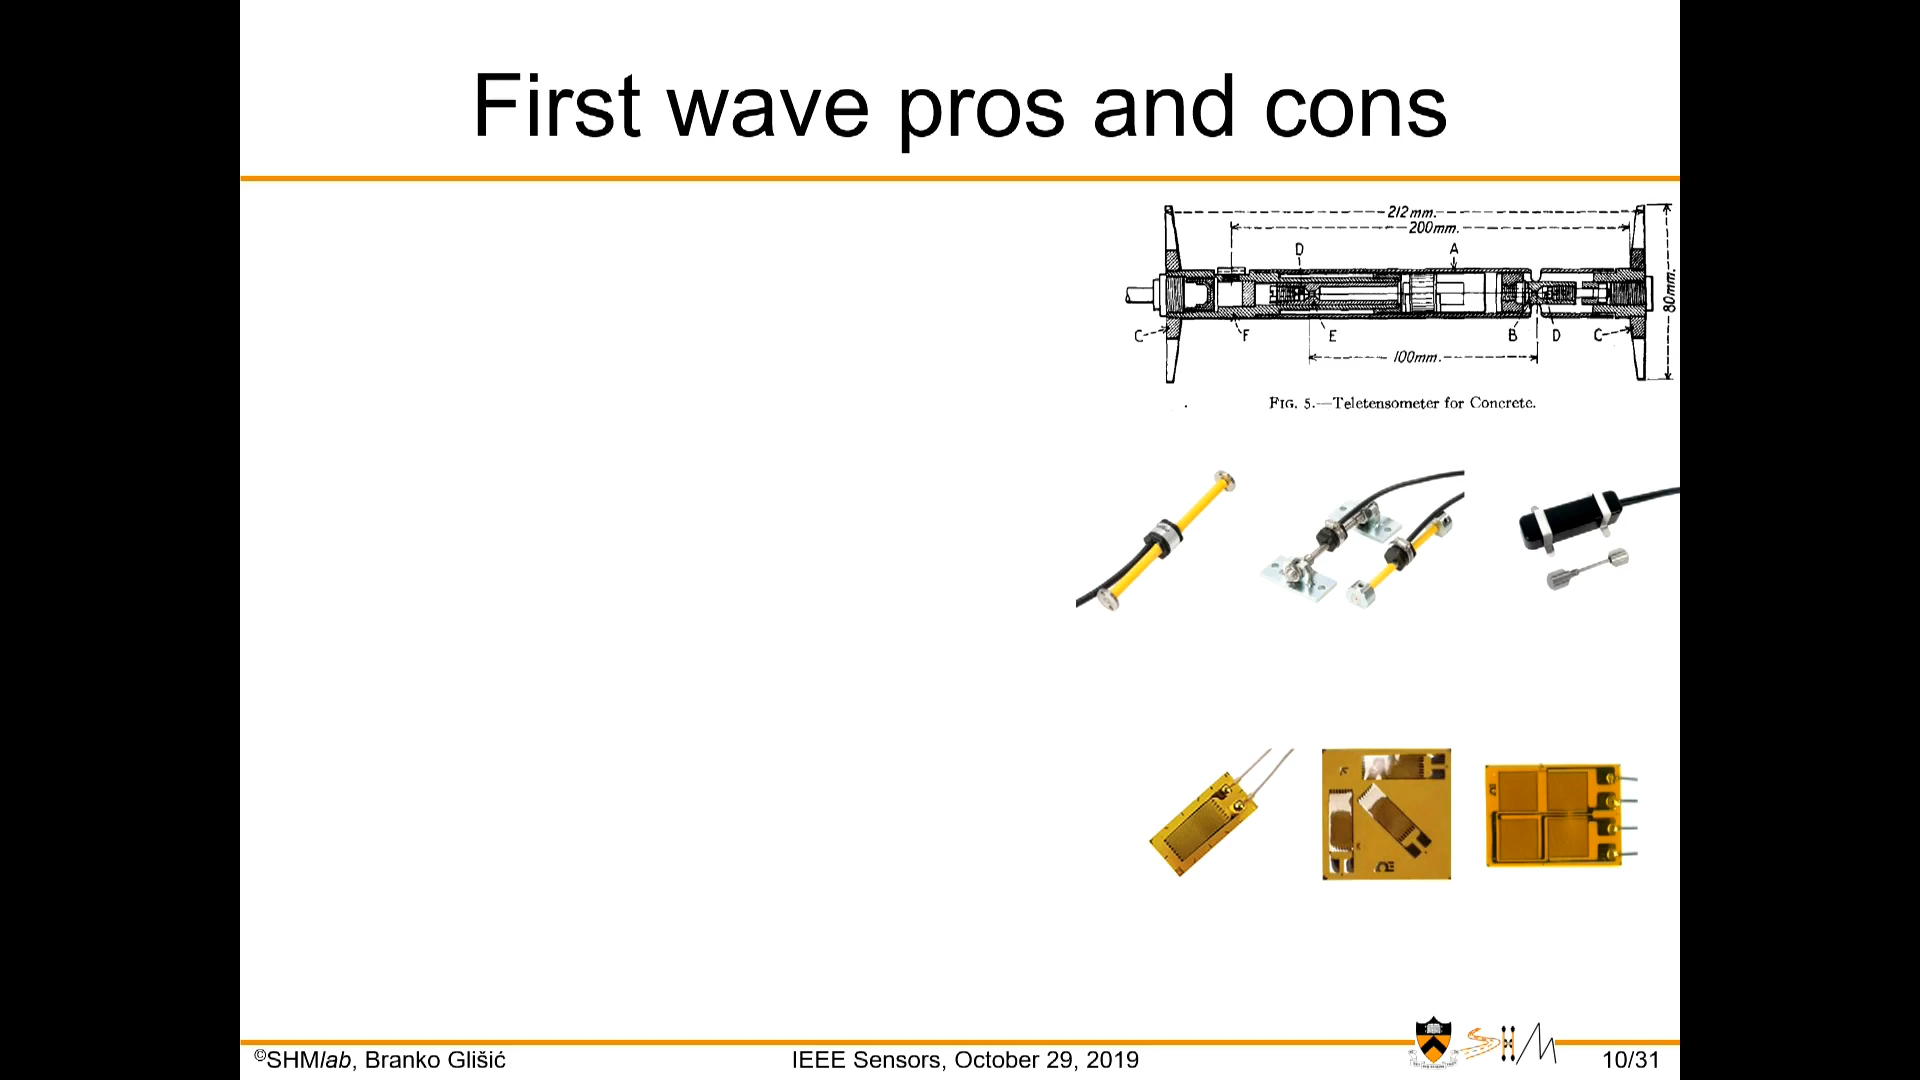 First wave pros and cons
212 mm.
200mm.
D
A
80mm.
C
F
E
B
D
C
100mm.
FIG. 5.—Teletensometer for Concrete.
©SHMlab, Branko Glišić
IEEE Sensors, October 29, 2019
SHM
10/31